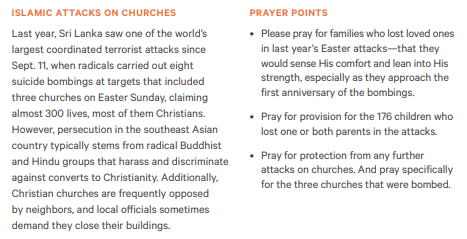 ISLAMIC ATTACKS ON CHURCHES
Last year, Sri Lanka saw one of the world's
largest coordinated terrorist attacks since
Sept. 11, when radicals carried out eight
suicide bombings at targets that included
three churches on Easter Sunday, claiming
almost 300 lives, most of them Christians.
However, persecution in the southeast Asian
country typically stems from radical Buddhist
and Hindu groups that harass and discriminate
against converts to Christianity. Additionally,
Christian churches are frequently opposed
by neighbors, and local officials sometimes
demand they close their buildings.
PRAYER POINTS
• Please pray for families who lost loved ones
in last year's Easter attacks—that they
would sense His comfort and lean into His
strength, especially as they approach the
first anniversary of the bombings.
• Pray for provision for the 176 children who
lost one or both parents in the attacks.
• Pray for protection from any further
attacks on churches. And pray specifically
for the three churches that were bombed.